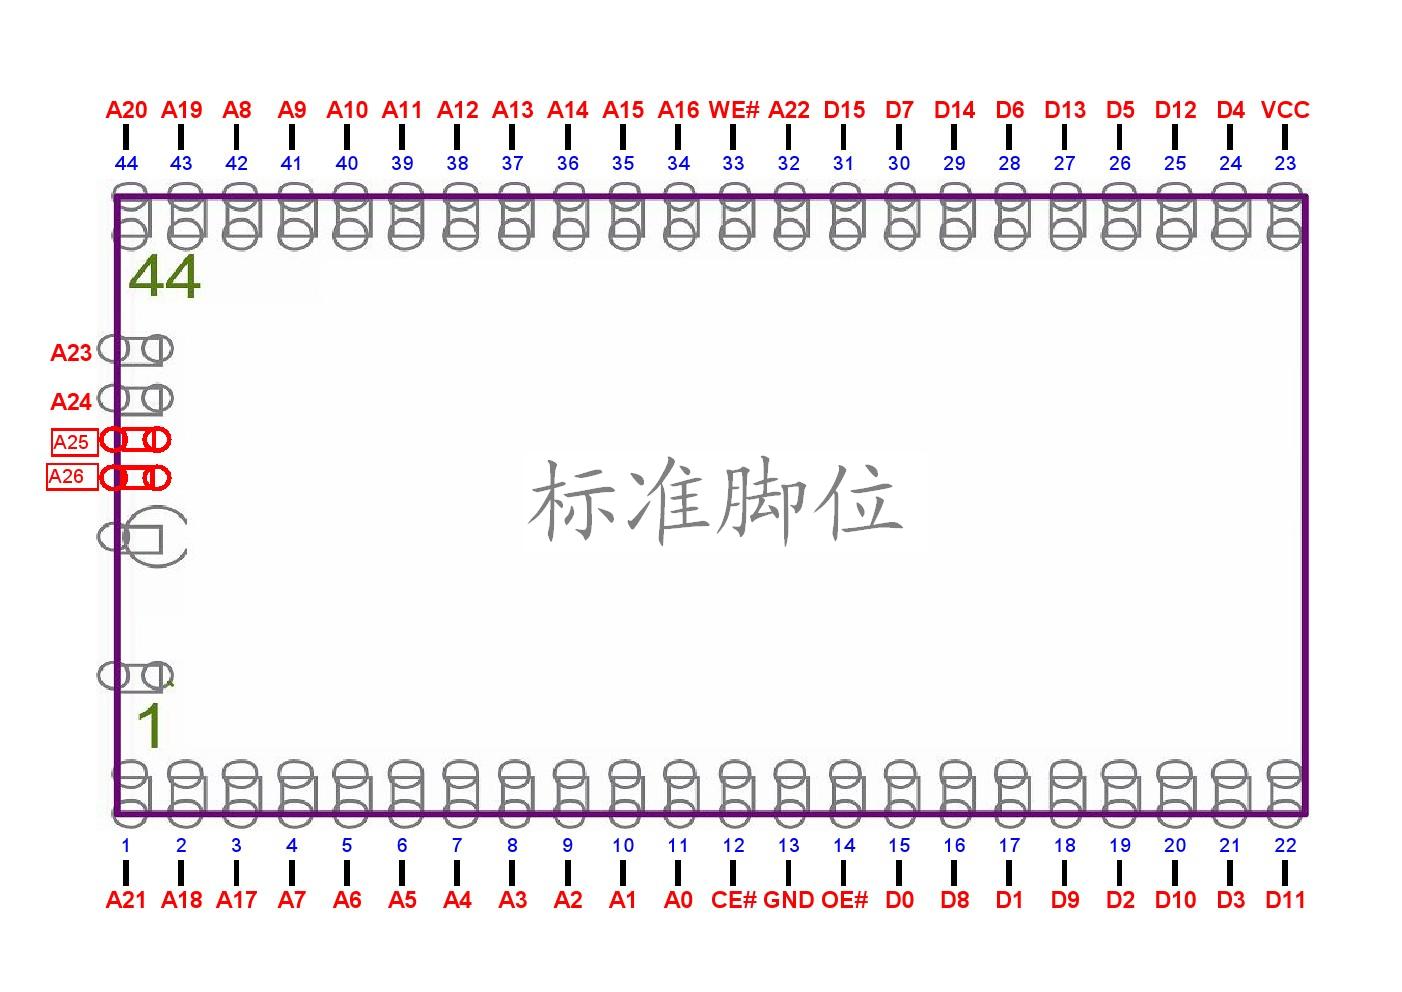 A20 A19 A8 A9 A10 A11 A12 A13 A14 A15 A16 WE# A22 D15 D7 D14 D6 D13 D5 D12 D4 VCC
44 43 42 41 40 39 38 37 36 35 34 33 32 31 30 29 28 27 26 25 24 23
44
A23
A24
A25
A26
标准脚位
1
1 2 3 4 5 6 7 8 9 10 11 12 13 14 15 16 17 18 19 20 21 22
A21 A18 A17 A7 A6 A5 A4 A3 A2 A1 A0 CE# GND OE# D0 D8 D1 D9 D2 D10 D3 D11